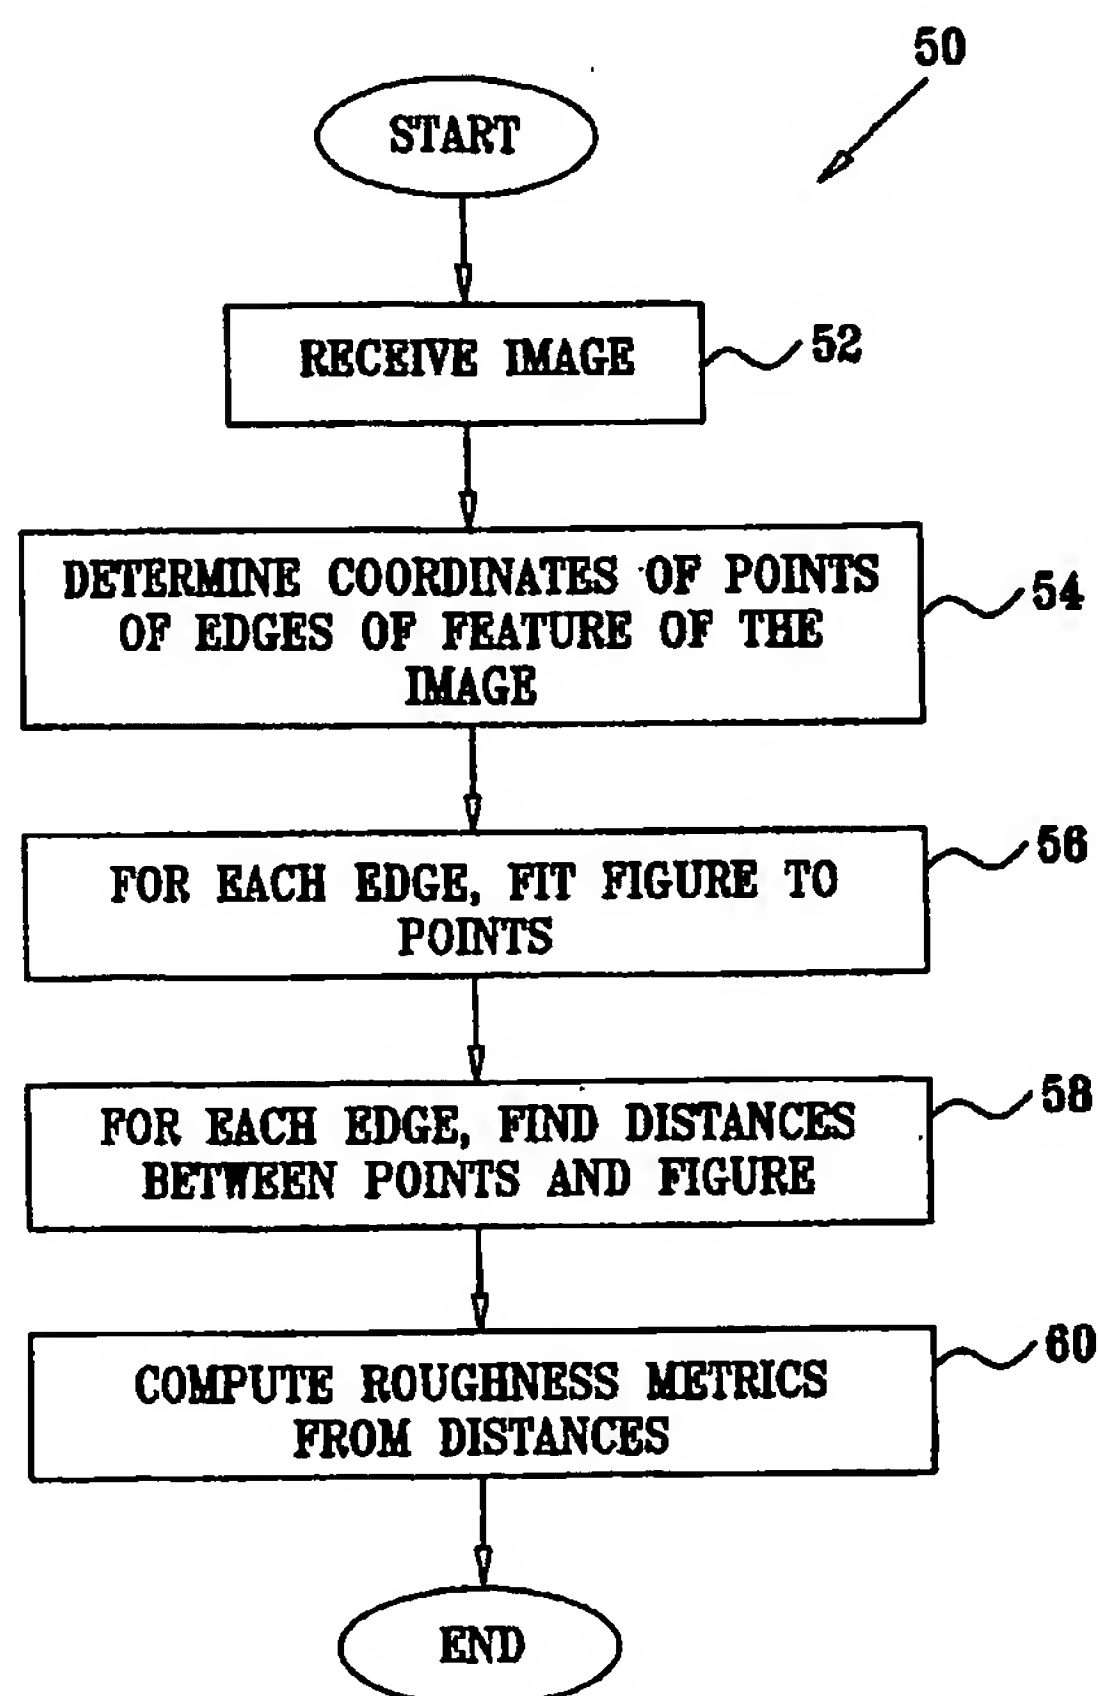 50
START
RECEIVE IMAGE
52
DETERMINE COORDINATES OF POINTS
OF EDGES OF FEATURE OF THE
IMAGE
54
FOR EACH EDGE, FIT FIGURE TO
POINTS
56
FOR EACH EDGE, FIND DISTANCES
BETWEEN POINTS AND FIGURE
58
COMPUTE ROUGHNESS METRICS
FROM DISTANCES
60
END